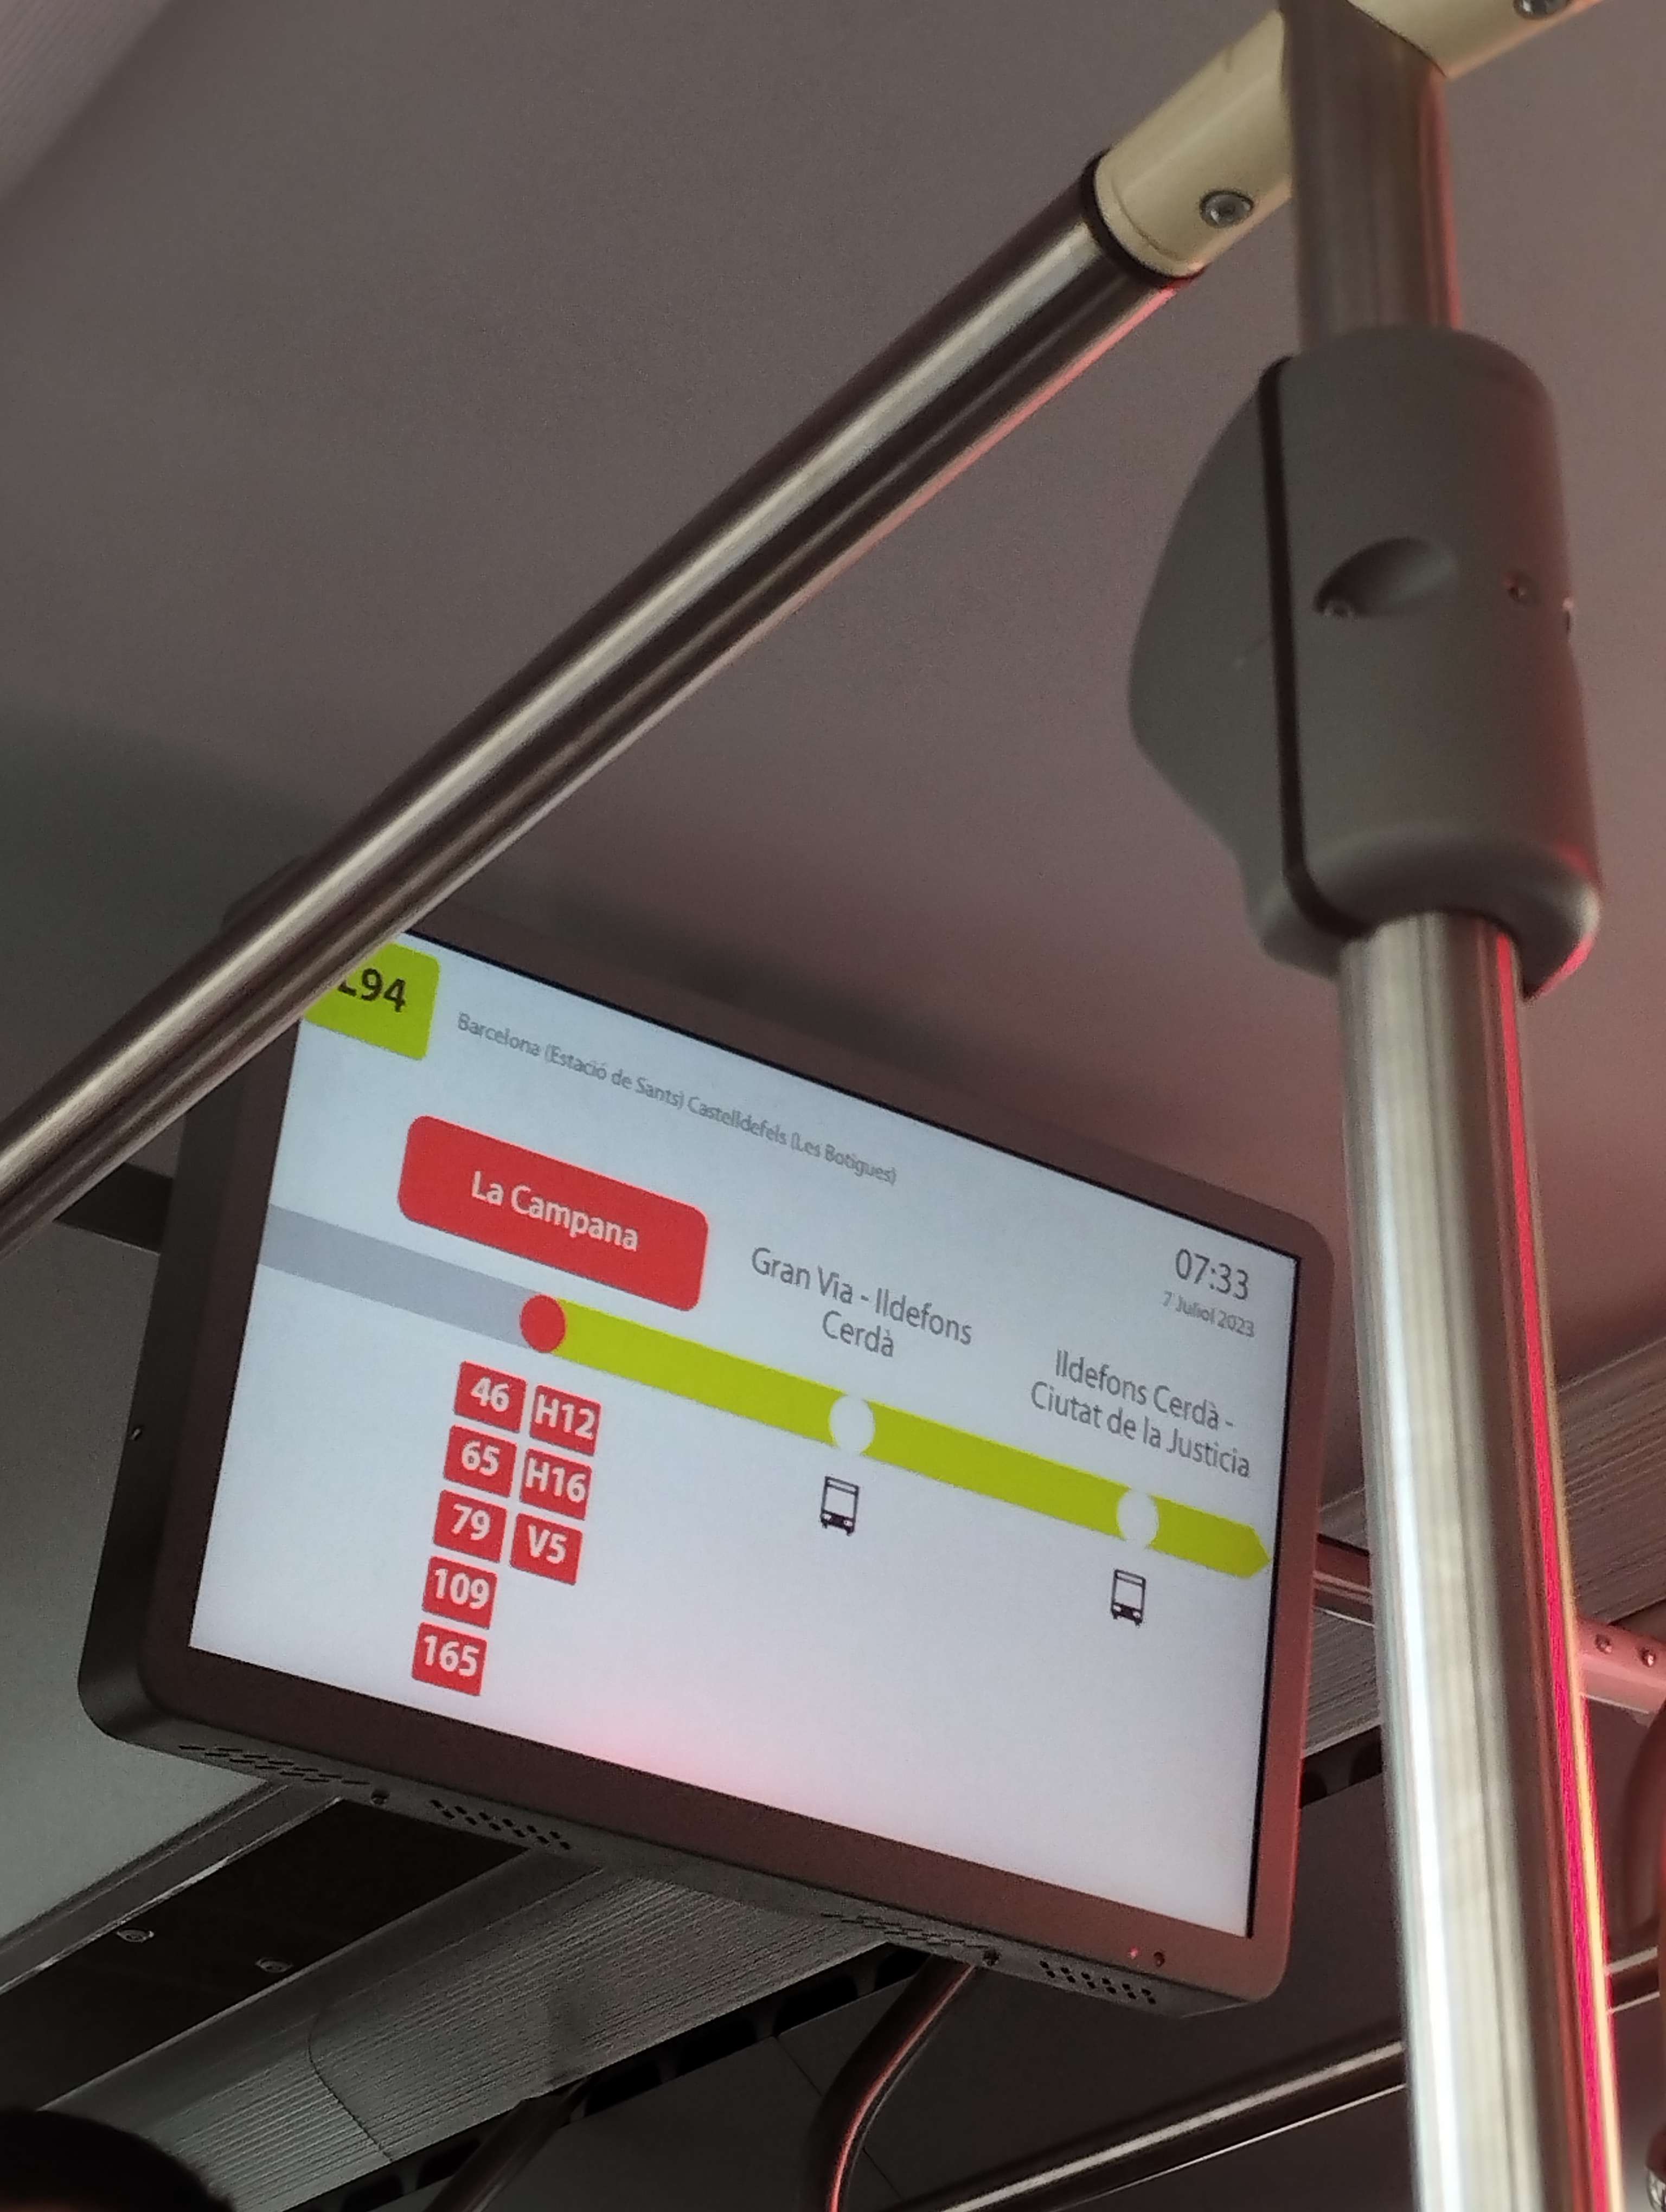 L94
Barcelona (Estació de Sants) Castelldefels (Les Botigues)
07:33
7 Juliol 2023
La Campana
Gran Via - Ildefons
Cerdà
Ildefons Cerdà -
Ciutat de la Justicia
46 H12
65 H16
79 V5
109
165